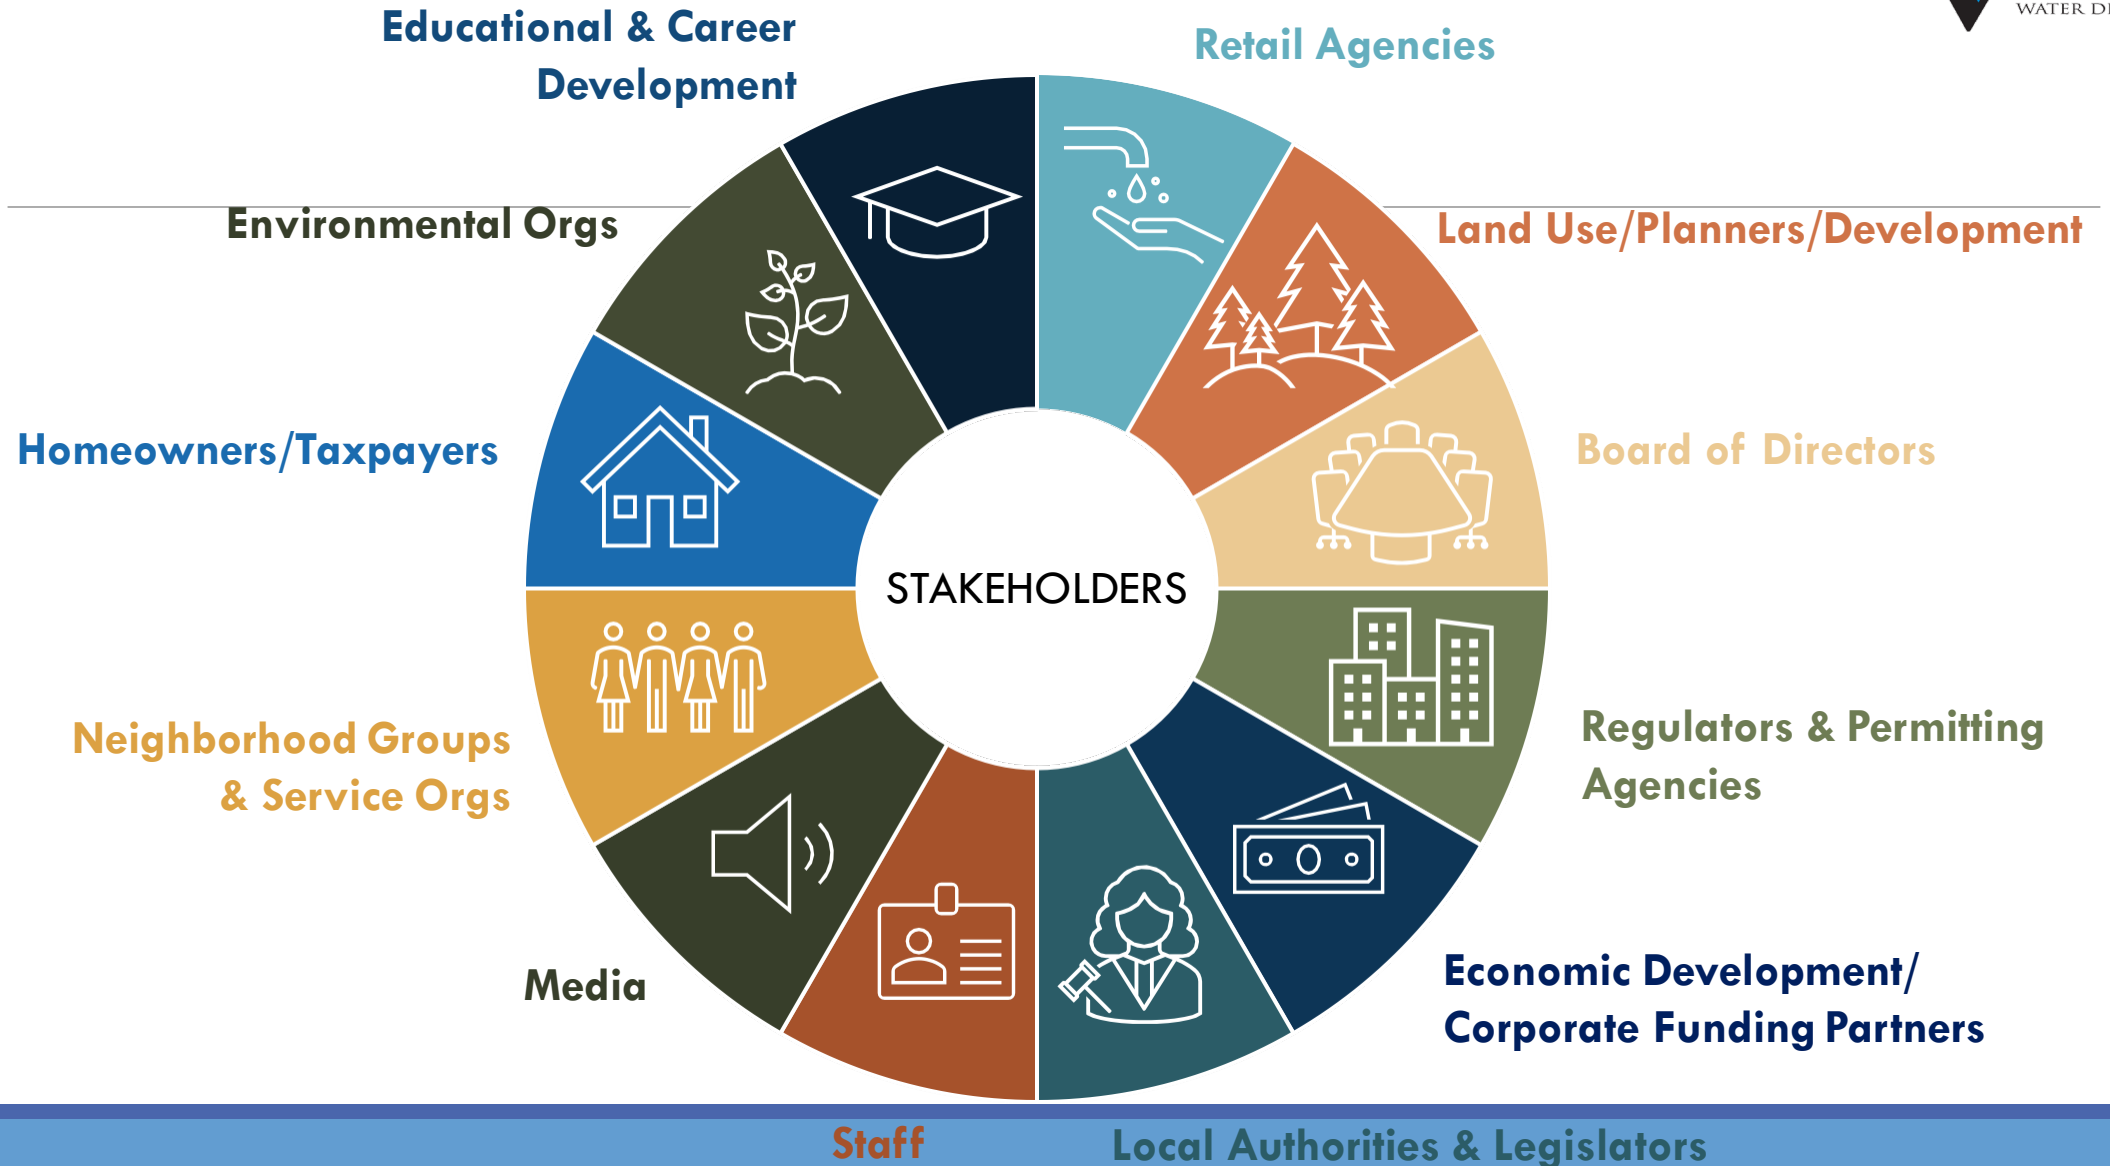 WATER
Educational & Career
Development
Retail Agencies
Environmental Orgs
Land Use/Planners/Development
Homeowners/Taxpayers
Board of Directors
STAKEHOLDERS
Neighborhood Groups
& Service Orgs
Regulators & Permitting
Agencies
Media
Economic Development/
Corporate Funding Partners
Staff
Local Authorities & Legislators